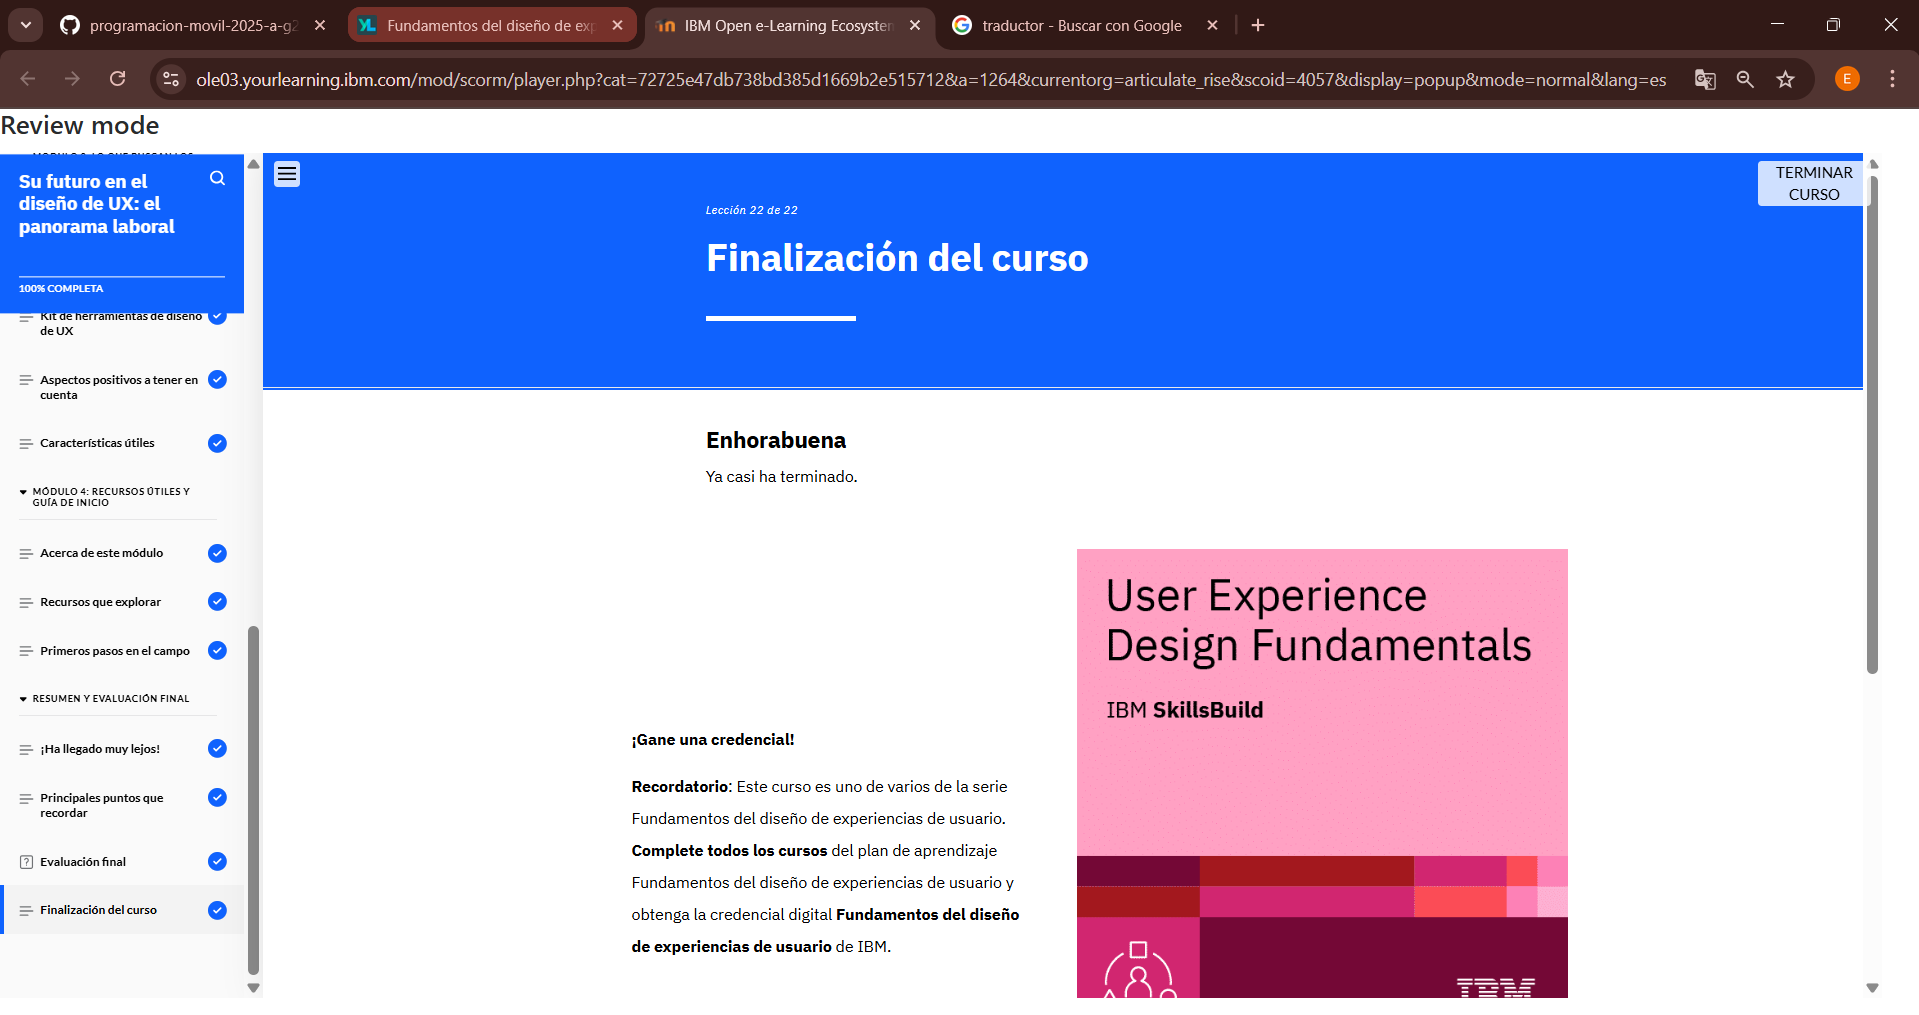 programacion-movil-2025-a-g2
Fundamentos del diseño de exp
IBM Open e-Learning Ecosystem
traductor - Buscar con Google
ole03.yourlearning.ibm.com/mod/scorm/player.php?cat=72725e47db738bd385d1669b2e515712&a=1264&currentorg=articulate_rise&scoid=4057&display=popup&mode=normal&lang=es
E
Review mode
Su futuro en el
diseño de UX: el
panorama laboral
100% COMPLETA
Kit de herramientas de diseño
de UX
Aspectos positivos a tener en
cuenta
Características útiles
MÓDULO 4: RECURSOS ÚTILES Y
GUÍA DE INICIO
Acerca de este módulo
Recursos que explorar
Primeros pasos en el campo
RESUMEN Y EVALUACIÓN FINAL
¡Ha llegado muy lejos!
Principales puntos que
recordar
Evaluación final
Finalización del curso
TERMINAR
CURSO
Lección 22 de 22
Finalización del curso
Enhorabuena
Ya casi ha terminado.
¡Gane una credencial!
Recordatorio: Este curso es uno de varios de la serie
Fundamentos del diseño de experiencias de usuario.
Complete todos los cursos del plan de aprendizaje
Fundamentos del diseño de experiencias de usuario y
obtenga la credencial digital Fundamentos del diseño
de experiencias de usuario de IBM.
User Experience
Design Fundamentals
IBM SkillsBuild
IBM